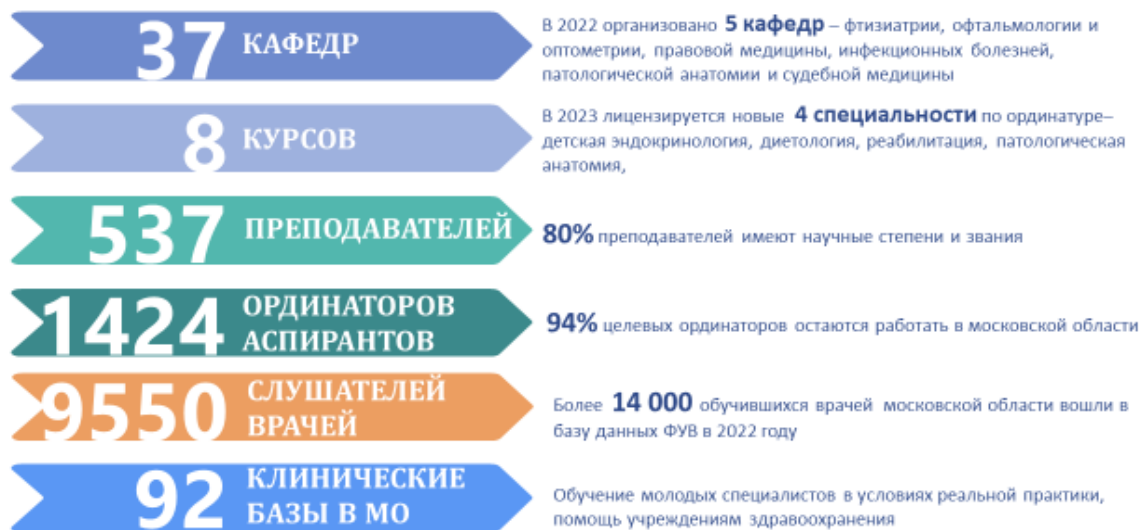 37 КАФЕДР
В 2022 организовано 5 кафедр – фтизиатрии, офтальмологии и
оптометрии, правовой медицины, инфекционных болезней,
патологической анатомии и судебной медицины
8 КУРСОВ
В 2023 лицензируется новые 4 специальности по ординатуре–
детская эндокринология, диетология, реабилитация, патологическая
анатомия,
537 ПРЕПОДАВАТЕЛЕЙ
80% преподавателей имеют научные степени и звания
1424 ОРДИНАТОРОВ
АСПИРАНТОВ
94% целевых ординаторов остаются работать в московской области
9550 СЛУШАТЕЛЕЙ
ВРАЧЕЙ
Более 14 000 обучившихся врачей московской области вошли в
базу данных ФУВ в 2022 году
92 КЛИНИЧЕСКИЕ
БАЗЫ В МО
Обучение молодых специалистов в условиях реальной практики,
помощь учреждениям здравоохранения